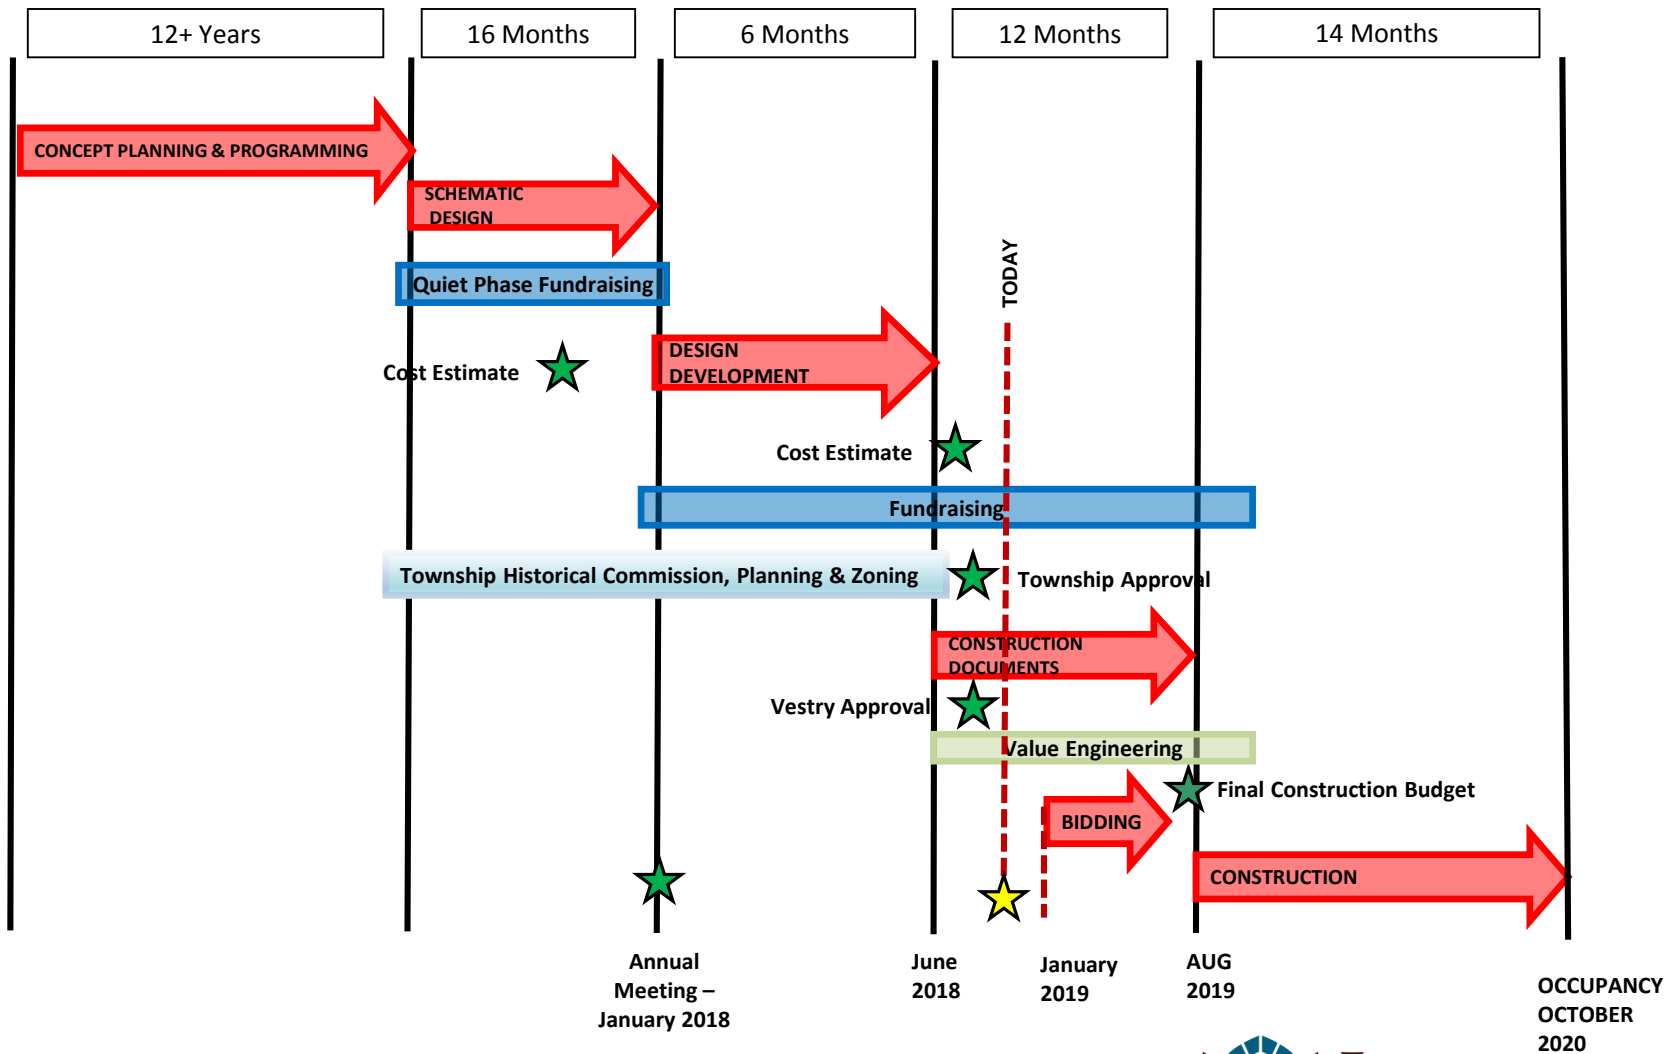 12+ Years
16 Months
6 Months
12 Months
14 Months
CONCEPT PLANNING & PROGRAMMING
SCHEMATIC
DESIGN
TODAY
Quiet Phase Fundraising
DESIGN
DEVELOPMENT
Cost Estimate
Cost Estimate
Fundraising
Township Historical Commission, Planning & Zoning
Township Approval
CONSTRUCTION
DOCUMENTS
Vestry Approval
Value Engineering
Final Construction Budget
BIDDING
CONSTRUCTION
Annual
Meeting –
January 2018
June
2018
January
2019
AUG
2019
OCCUPANCY
OCTOBER
2020